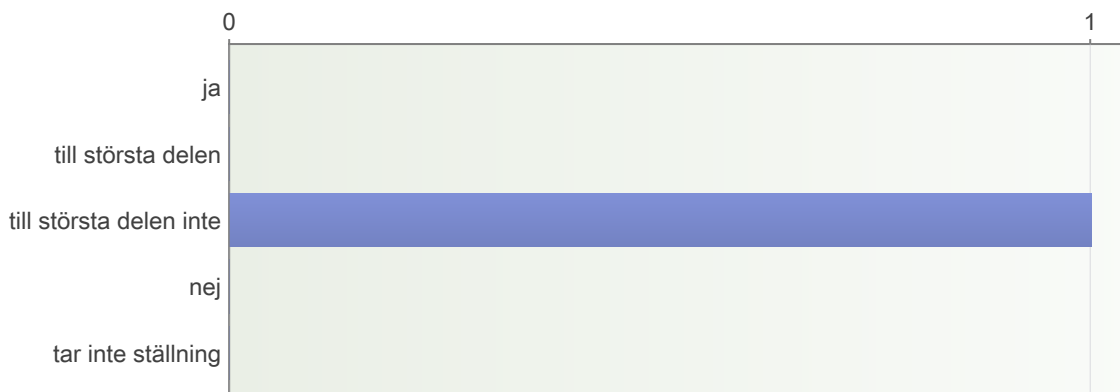 0 1
ja
till största delen
till största delen inte
nej
tar inte ställning